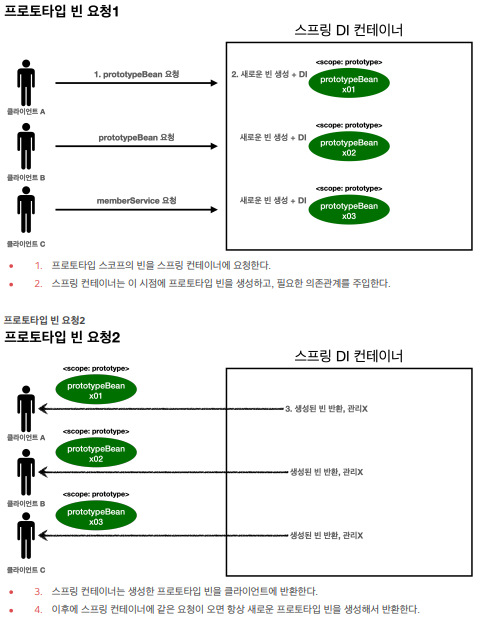 프로토타입 빈 요청1
스프링 DI 컨테이너
<scope: prototype>
1. prototypeBean 요청
2. 새로운 빈 생성 + DI
prototypeBean
x01
클라이언트 A
<scope: prototype>
prototypeBean 요청
새로운 빈 생성 + DI
prototypeBean
x02
클라이언트 B
<scope: prototype>
memberService 요청
새로운 빈 생성 + DI
prototypeBean
x03
클라이언트 C
• 1. 프로토타입 스코프의 빈을 스프링 컨테이너에 요청한다.
• 2. 스프링 컨테이너는 이 시점에 프로토타입 빈을 생성하고, 필요한 의존관계를 주입한다.
프로토타입 빈 요청2
프로토타입 빈 요청2
스프링 DI 컨테이너
<scope: prototype>
prototypeBean
x01
3. 생성된 빈 반환, 관리X
클라이언트 A
<scope: prototype>
prototypeBean
x02
생성된 빈 반환, 관리X
클라이언트 B
<scope: prototype>
prototypeBean
x03
생성된 빈 반환, 관리X
클라이언트 C
• 3. 스프링 컨테이너는 생성한 프로토타입 빈을 클라이언트에 반환한다.
• 4. 이후에 스프링 컨테이너에 같은 요청이 오면 항상 새로운 프로토타입 빈을 생성해서 반환한다.